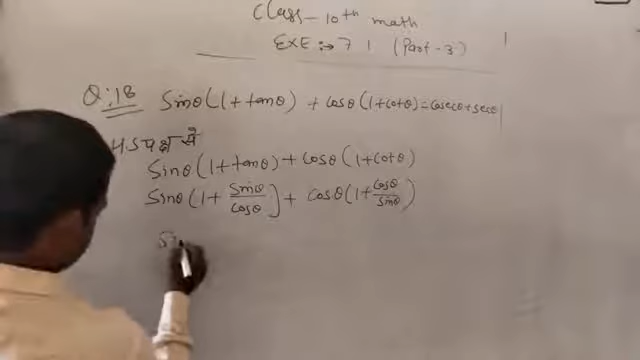 Class - 10th math
EXE :→ 7.1 (Part - 3)
Q:18 Sinθ(1+tanθ) + cosθ(1+cotθ) = cosecθ+secθ
HS पक्ष से
Sinθ(1+tanθ) + Cosθ(1+cotθ)
Sinθ(1+ Sinθ/Cosθ] + Cosθ(1+ Cosθ/Sinθ)